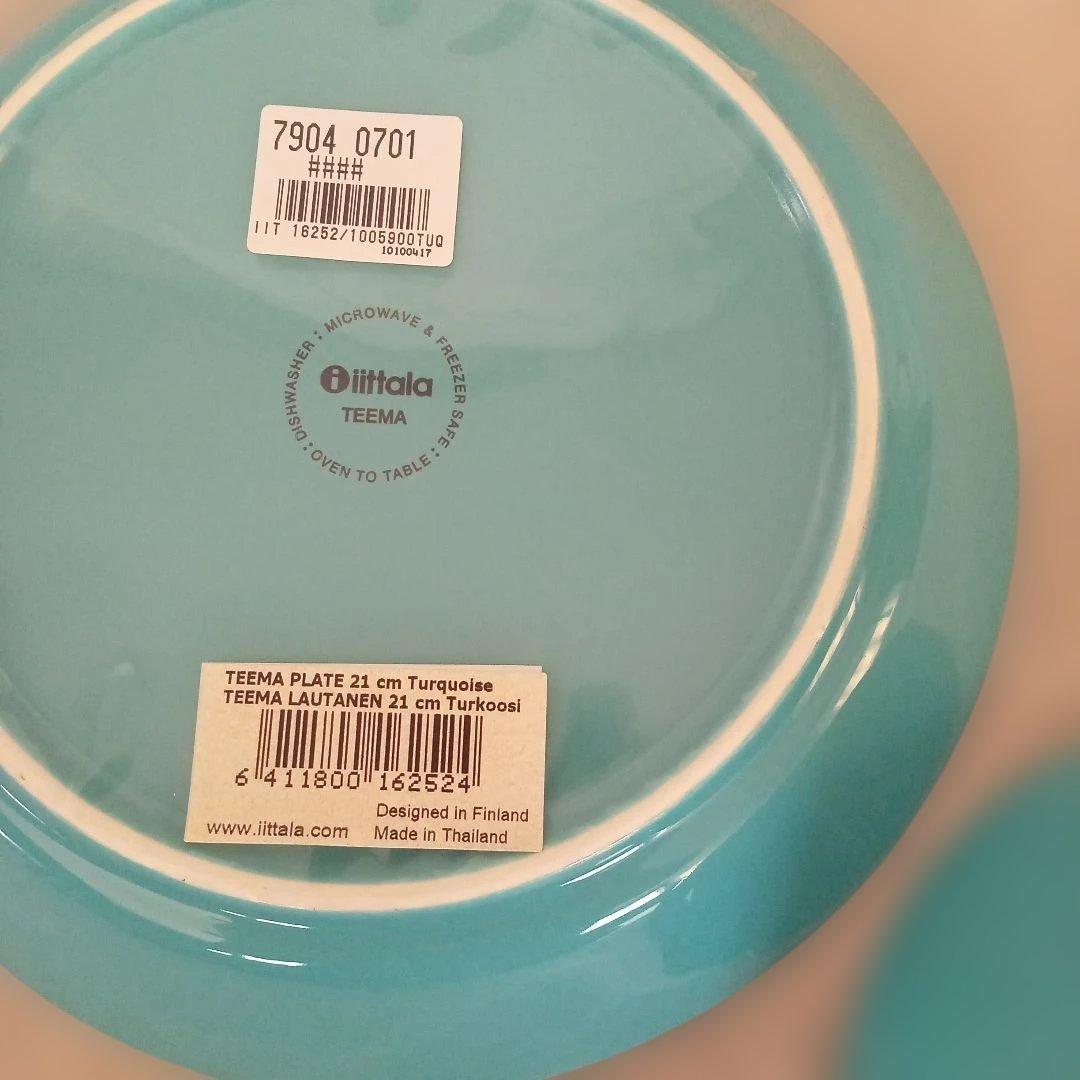 7904 0701
####
IIT 16252/1005900TUQ
10100417
DISHWASHER : MICROWAVE & FREEZER SAFE : OVEN TO TABLE :
iittala
TEEMA
TEEMA PLATE 21 cm Turquoise
TEEMA LAUTANEN 21 cm Turkoosi
6 411800 162524
Designed in Finland
www.iittala.com Made in Thailand